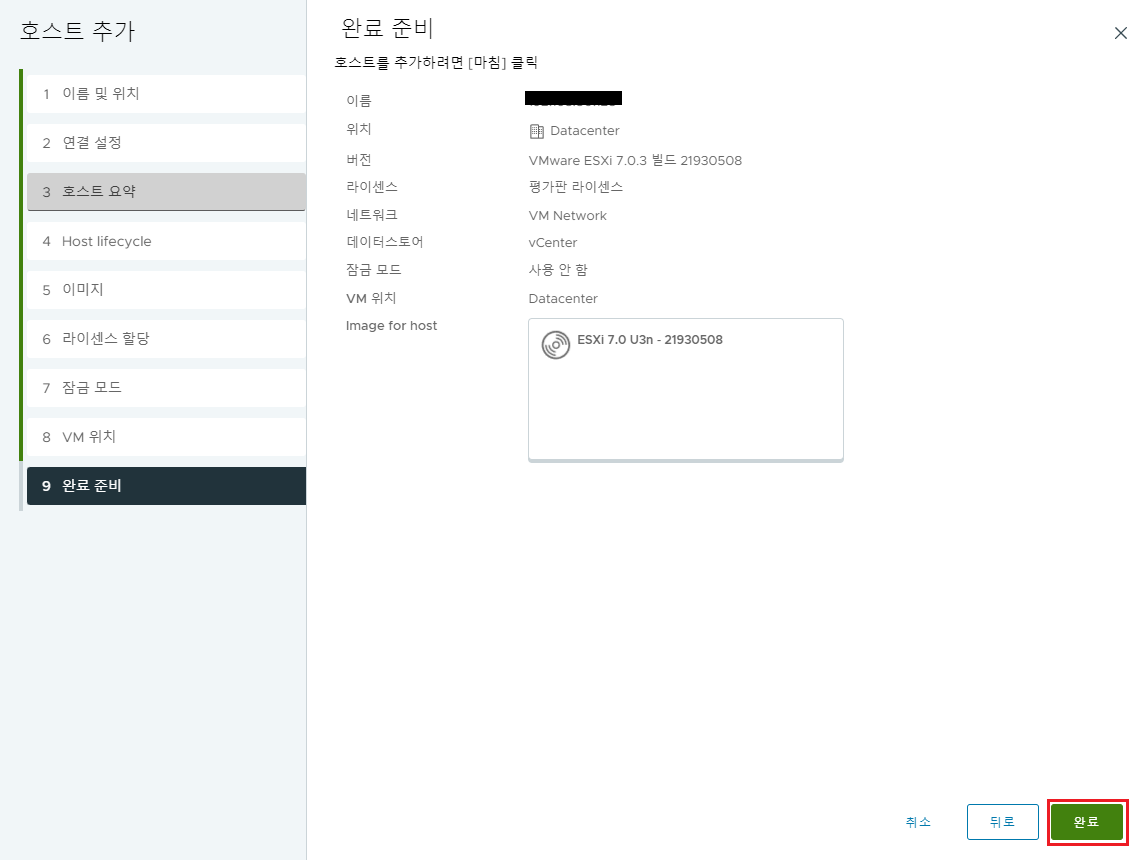 호스트 추가
1 이름 및 위치
2 연결 설정
3 호스트 요약
4 Host lifecycle
5 이미지
6 라이센스 할당
7 잠금 모드
8 VM 위치
9 완료 준비
완료 준비
호스트를 추가하려면 [마침] 클릭
이름
위치 Datacenter
버전 VMware ESXi 7.0.3 빌드 21930508
라이센스 평가판 라이센스
네트워크 VM Network
데이터스토어 vCenter
잠금 모드 사용 안 함
VM 위치 Datacenter
Image for host
ESXi 7.0 U3n - 21930508
취소 뒤로 완료